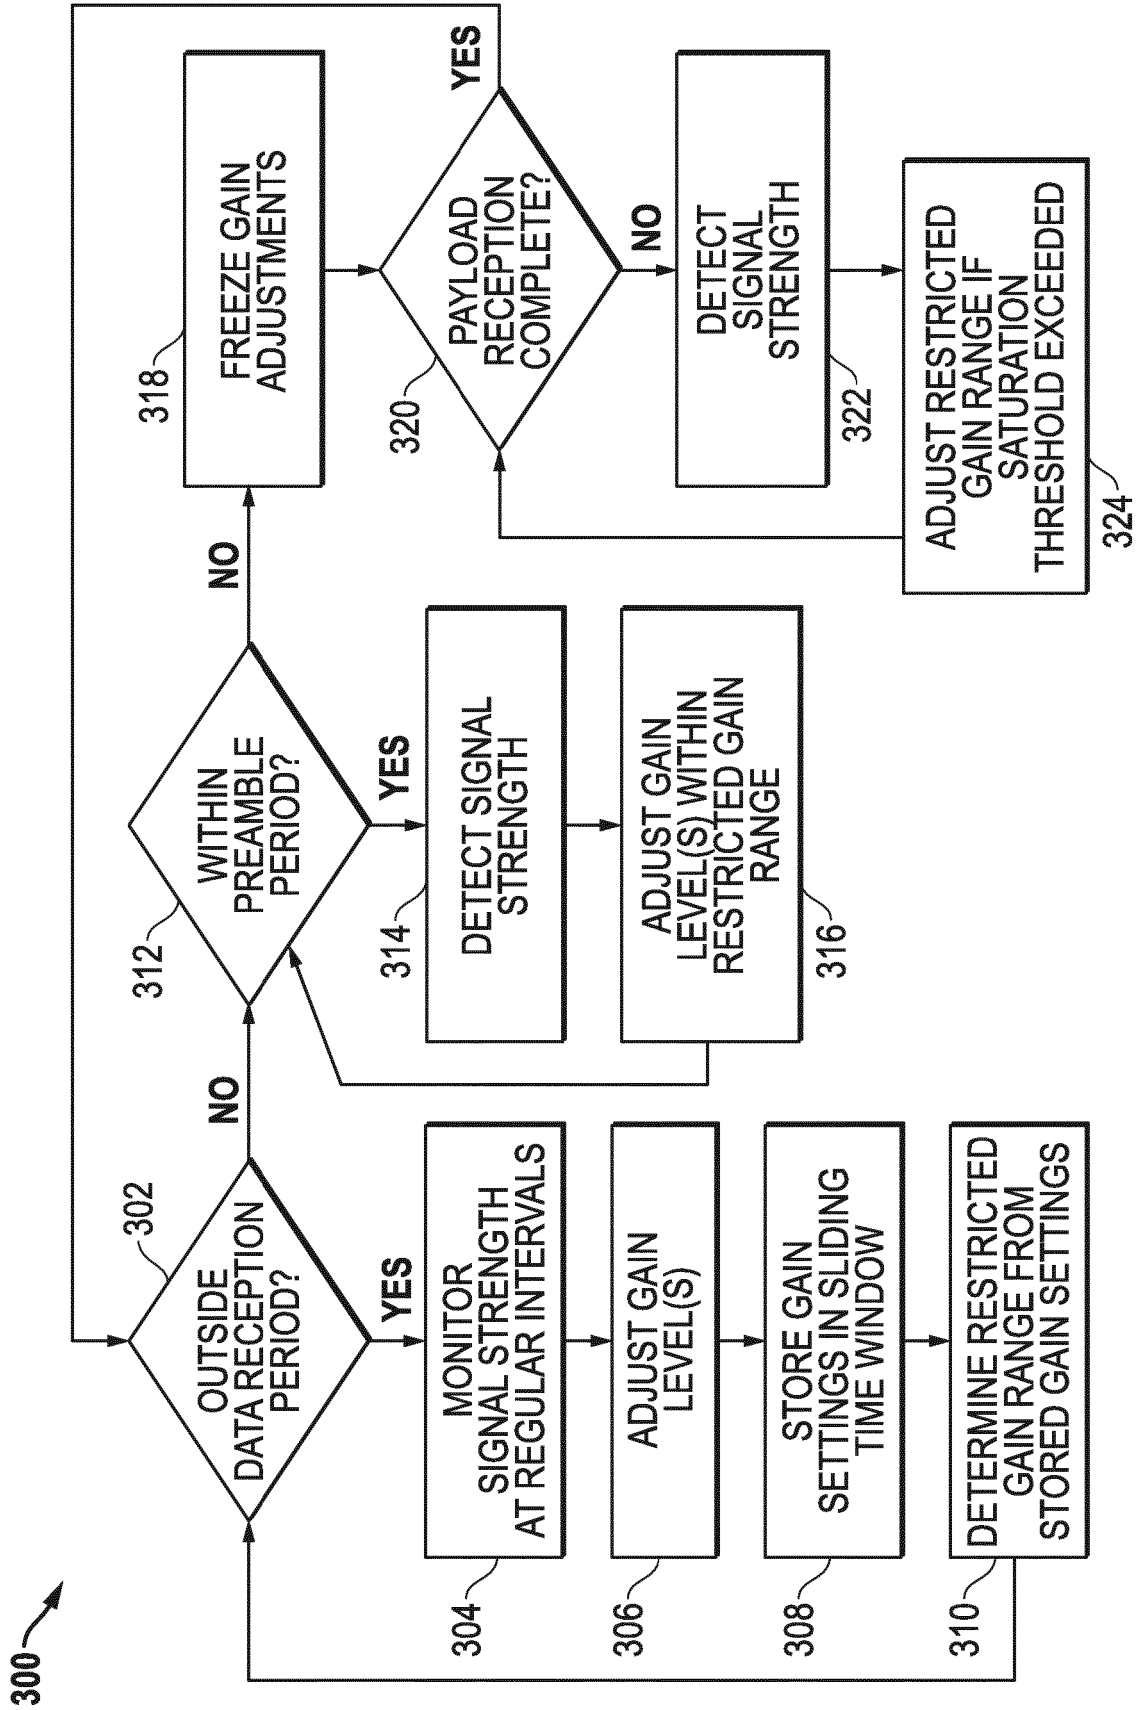 300
302
OUTSIDE
DATA RECEPTION
PERIOD?
NO
YES
304
MONITOR
SIGNAL STRENGTH
AT REGULAR INTERVALS
306
ADJUST GAIN
LEVEL(S)
308
STORE GAIN
SETTINGS IN SLIDING
TIME WINDOW
310
DETERMINE RESTRICTED
GAIN RANGE FROM
STORED GAIN SETTINGS
312
WITHIN
PREAMBLE
PERIOD?
NO
YES
314
DETECT SIGNAL
STRENGTH
316
ADJUST GAIN
LEVEL(S) WITHIN
RESTRICTED GAIN
RANGE
318
FREEZE GAIN
ADJUSTMENTS
320
PAYLOAD
RECEPTION
COMPLETE?
YES
NO
322
DETECT
SIGNAL
STRENGTH
324
ADJUST RESTRICTED
GAIN RANGE IF
SATURATION
THRESHOLD EXCEEDED